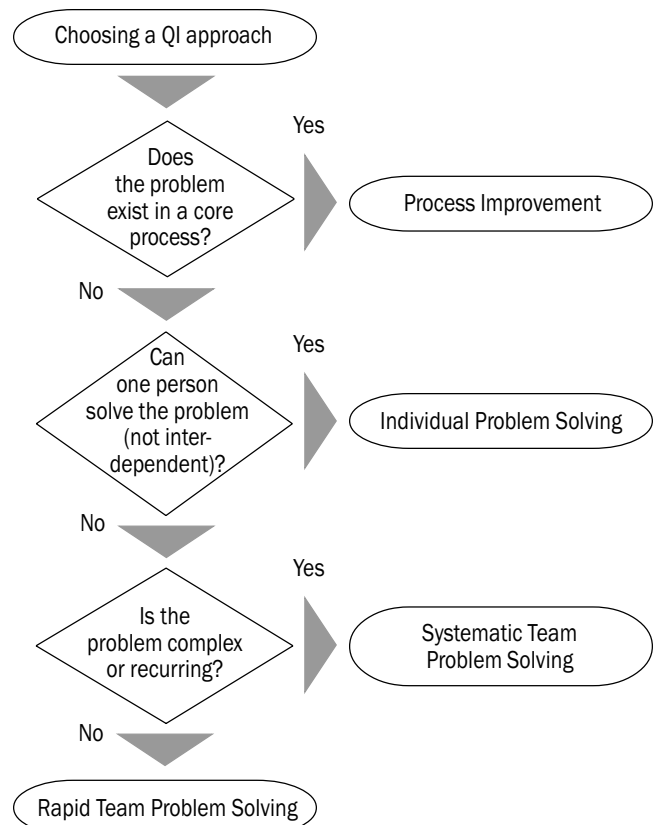 Choosing a QI approach
Yes
Does
the problem
exist in a core
process?
Process Improvement
No
Yes
Can
one person
solve the problem
(not inter-
dependent)?
Individual Problem Solving
No
Yes
Is the
problem complex
or recurring?
Systematic Team
Problem Solving
No
Rapid Team Problem Solving